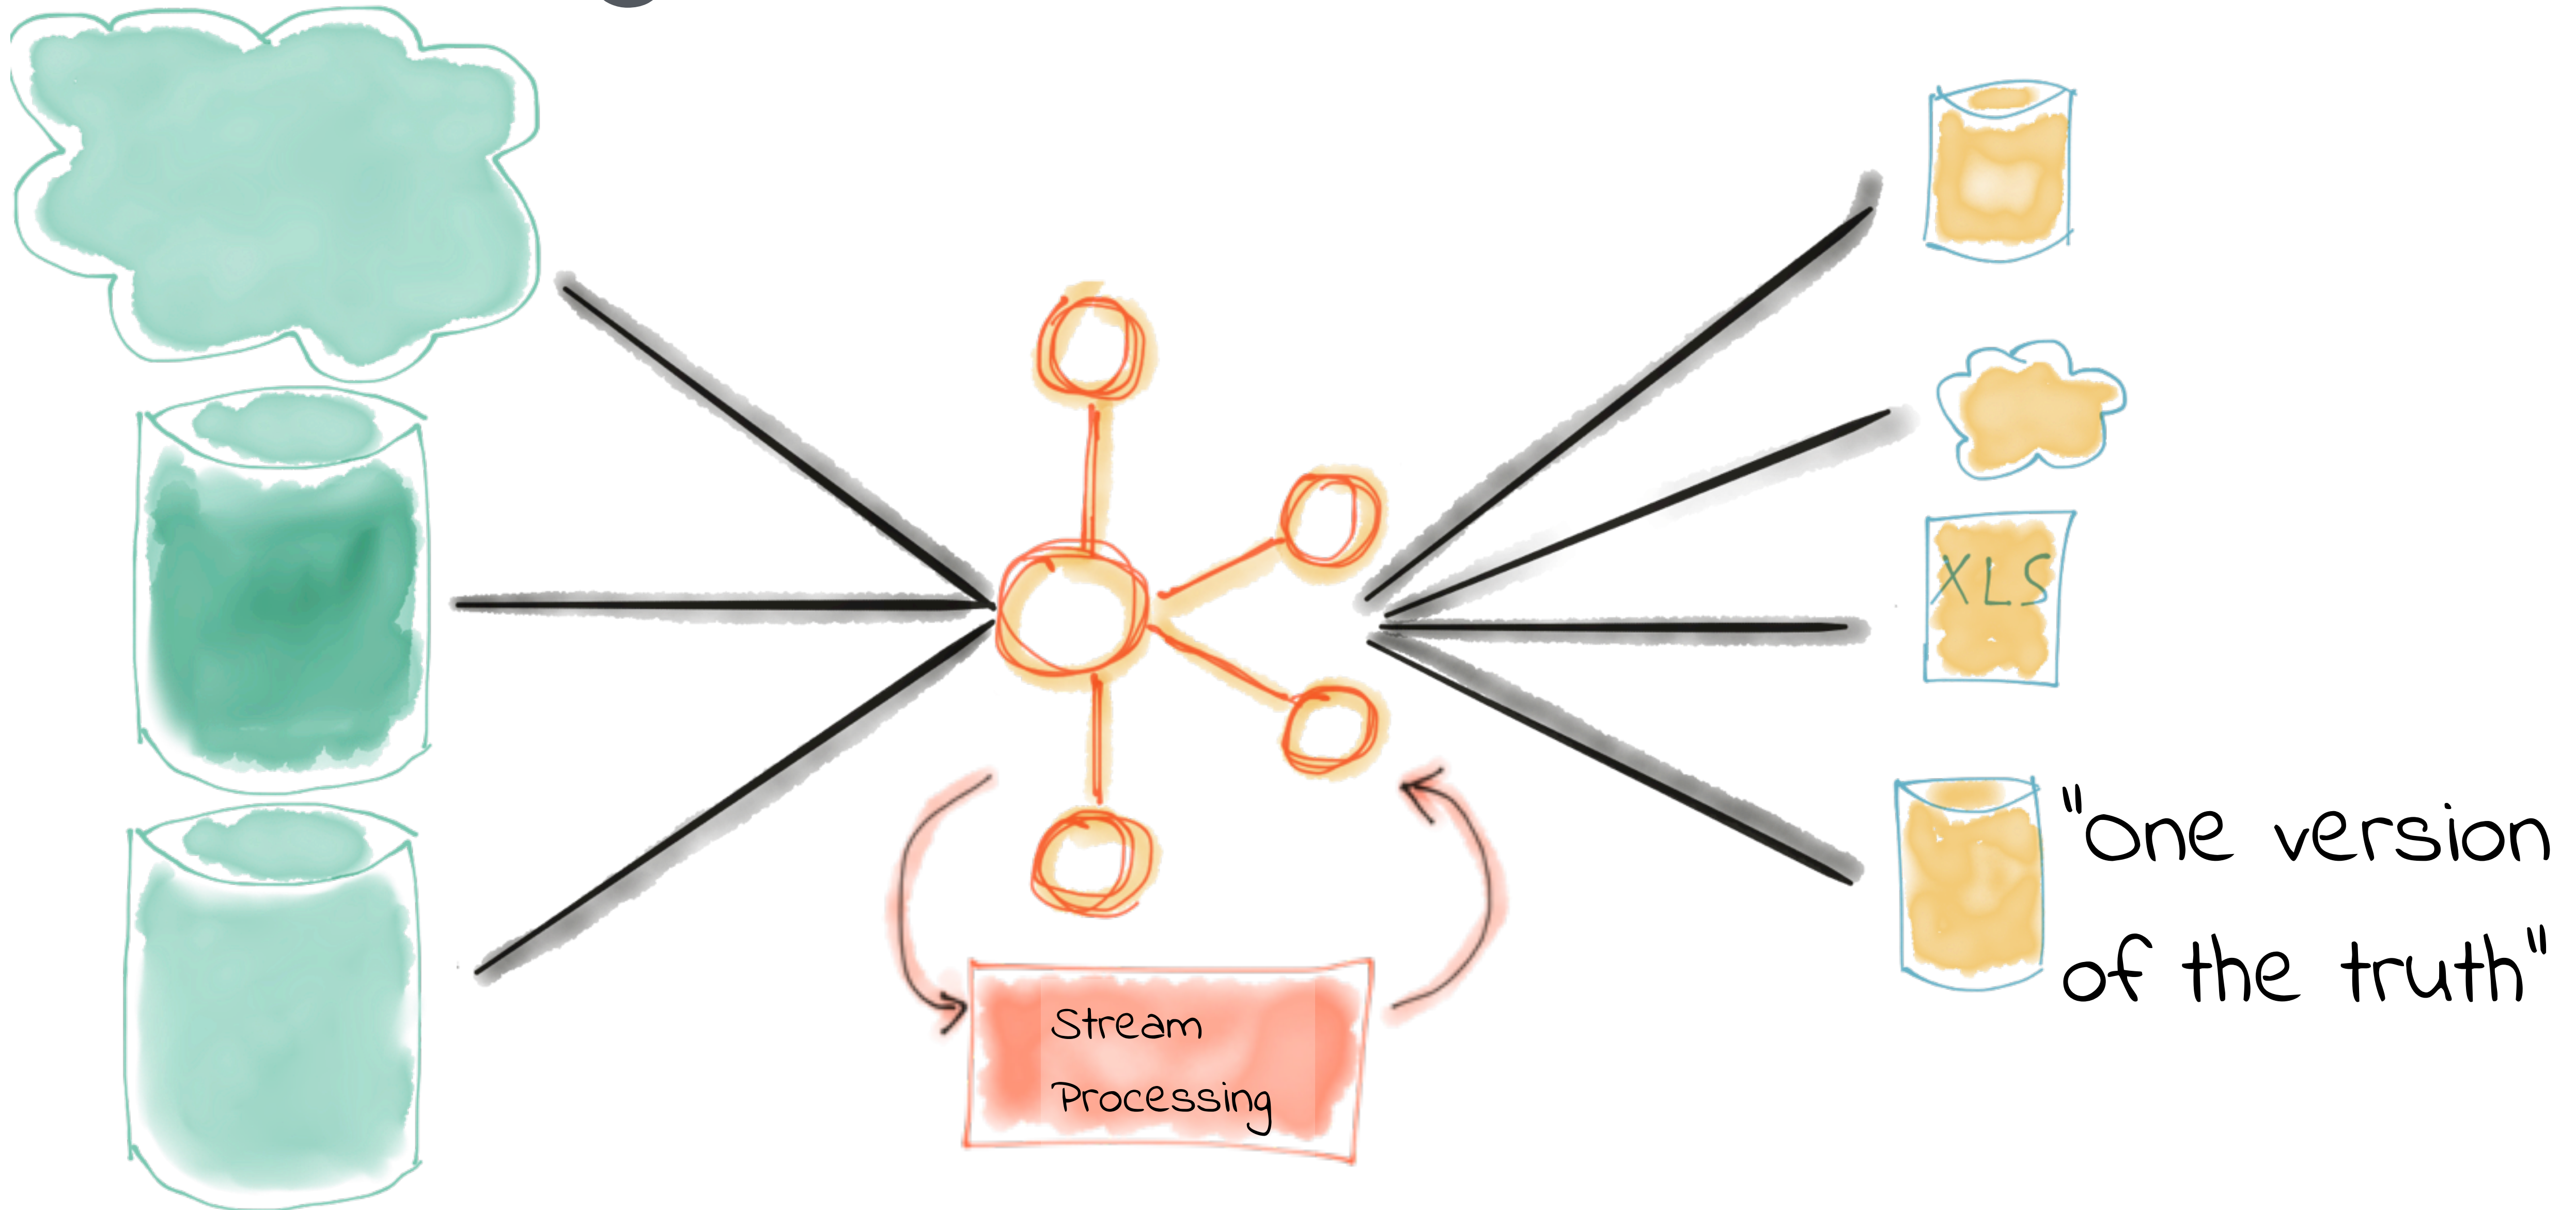 XLS
"One version
of the truth"
Stream
Processing